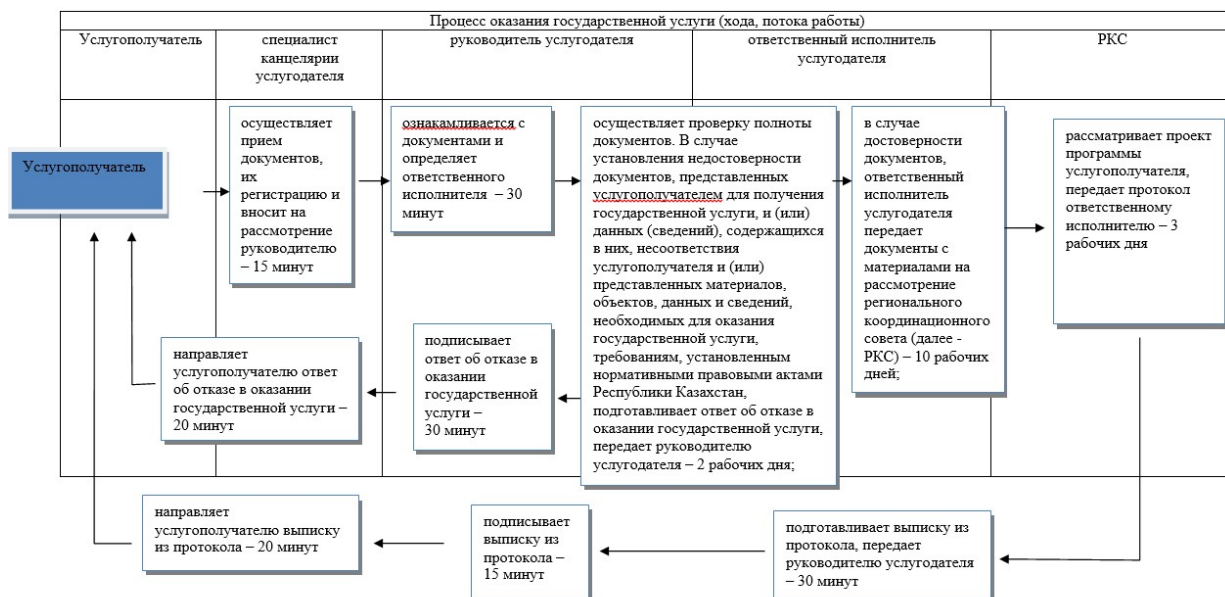 Процесс оказания государственной услуги (хода, потока работы)
Услугополучатель
специалист
канцелярии
услугодателя
руководитель услугодателя
ответственный исполнитель
услугодателя
РКС
Услугополучатель
осуществляет
прием
документов,
их
регистрацию и
вносит на
рассмотрение
руководителю
– 15 минут
ознакамливается с
документами и
определяет
ответственного
исполнителя – 30
минут
осуществляет проверку полноты
документов. В случае
установления недостоверности
документов, представленных
услугополучателем для получения
государственной услуги, и (или)
данных (сведений), содержащихся
в них, несоответствия
услугополучателя и (или)
представленных материалов,
объектов, данных и сведений,
необходимых для оказания
государственной услуги,
требованиям, установленным
нормативными правовыми актами
Республики Казахстан,
подготавливает ответ об отказе в
оказании государственной услуги,
передает руководителю
услугодателя – 2 рабочих дня;
в случае
достоверности
документов,
ответственный
исполнитель
услугодателя
передает
документы с
материалами на
рассмотрение
регионального
координационного
совета (далее -
РКС) – 10 рабочих
дней;
рассматривает проект
программы
услугополучателя,
передает протокол
ответственному
исполнителю – 3
рабочих дня
направляет
услугополучателю ответ
об отказе в оказании
государственной услуги –
20 минут
подписывает
ответ об отказе в
оказании
государственной
услуги –
30 минут
направляет
услугополучателю выписку
из протокола – 20 минут
подписывает
выписку из
протокола –
15 минут
подготавливает выписку из
протокола, передает
руководителю услугодателя
– 30 минут